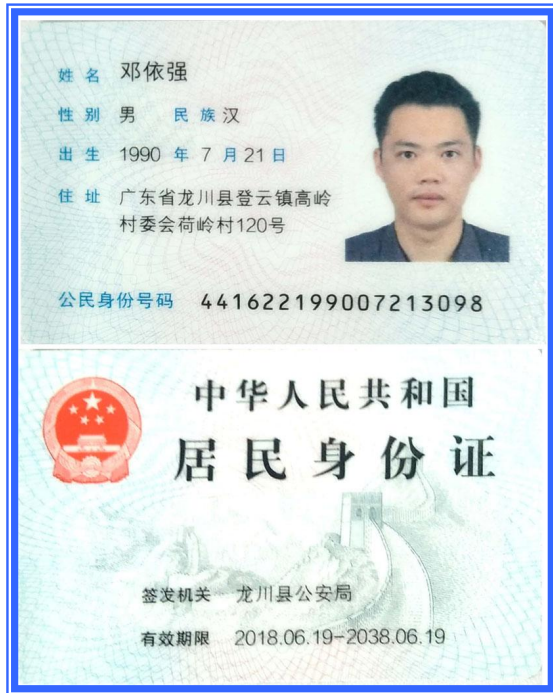 姓名 邓依强
性别 男 民族 汉
出生 1990 年 7 月 21 日
住址 广东省龙川县登云镇高岭
村委会荷岭村120号
公民身份号码 441622199007213098
中华人民共和国
居民身份证
签发机关 龙川县公安局
有效期限 2018.06.19-2038.06.19